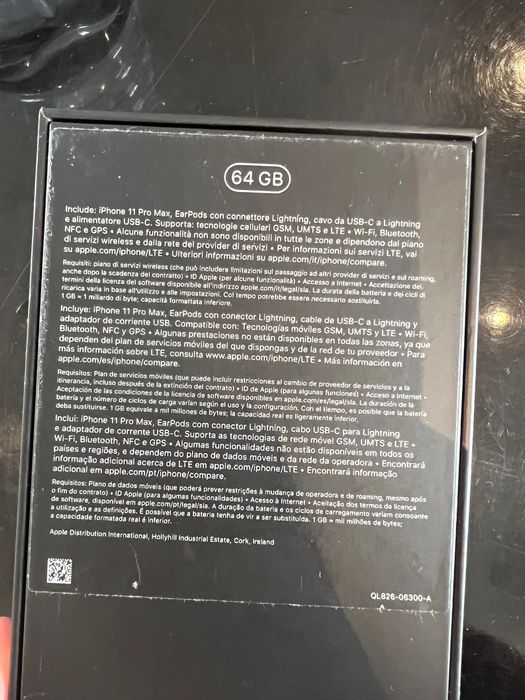 64 GB
Include: iPhone 11 Pro Max, EarPods con connettore Lightning, cavo da USB-C a Lightning
e alimentatore USB-C. Supporta: tecnologie cellulari GSM, UMTS e LTE • Wi-Fi, Bluetooth,
NFC e GPS • Alcune funzionalità non sono disponibili in tutte le zone e dipendono dal piano
di servizi wireless e dalla rete del provider di servizi • Per informazioni sui servizi LTE, vai
su apple.com/iphone/LTE • Ulteriori informazioni su apple.com/it/iphone/compare.
Requisiti: piano di servizi wireless (che può includere limitazioni sul passaggio ad altri provider di servizi e sul roaming,
anche dopo la scadenza del contratto) • ID Apple (per alcune funzionalità) • Accesso a Internet • Accettazione dei
termini della licenza del software disponibile all'indirizzo apple.com/it/legal/sla. La durata della batteria e dei cicli di
ricarica varia in base all'utilizzo e alle impostazioni. Col tempo potrebbe essere necessario sostituirla.
1 GB = 1 miliardo di byte; capacità formattata inferiore.
Incluye: iPhone 11 Pro Max, EarPods con conector Lightning, cable de USB-C a Lightning y
adaptador de corriente USB. Compatible con: Tecnologías móviles GSM, UMTS y LTE • Wi-Fi,
Bluetooth, NFC y GPS • Algunas prestaciones no están disponibles en todas las zonas, ya que
dependen del plan de servicios móviles del que dispongas y de la red de tu proveedor • Para
más información sobre LTE, consulta www.apple.com/iphone/LTE • Más información en
apple.com/es/iphone/compare.
Requisitos: Plan de servicios móviles (que puede incluir restricciones al cambio de proveedor de servicios y a la
itinerancia, incluso después de la extinción del contrato) • ID de Apple (para algunas funciones) • Acceso a Internet •
Aceptación de las condiciones de la licencia de software disponibles en apple.com/es/legal/sla. La duración de la
batería y el número de ciclos de carga varían según el uso y la configuración. Con el tiempo, es posible que la batería
deba sustituirse. 1 GB equivale a mil millones de bytes; la capacidad real es ligeramente inferior.
Inclui: iPhone 11 Pro Max, EarPods com conector Lightning, cabo USB-C para Lightning
e adaptador de corrente USB-C. Suporta as tecnologias de rede móvel GSM, UMTS e LTE •
Wi-Fi, Bluetooth, NFC e GPS • Algumas funcionalidades não estão disponíveis em todos os
países e regiões, e dependem do plano de dados móveis e da rede da operadora • Encontrará
informação adicional acerca de LTE em apple.com/iphone/LTE • Encontrará informação
adicional em apple.com/pt/iphone/compare.
Requisitos: Plano de dados móveis (que poderá prever restrições à mudança de operadora e de roaming, mesmo após
o fim do contrato) • ID Apple (para algumas funcionalidades) • Acesso à Internet • Aceitação dos termos da licença
de software, disponível em apple.com/pt/legal/sla. A duração da bateria e os ciclos de carregamento variam consoante
a utilização e as definições. É possível que a bateria tenha de vir a ser substituída. 1 GB = mil milhões de bytes;
a capacidade formatada real é inferior.
Apple Distribution International, Hollyhill Industrial Estate, Cork, Ireland
QL826-06300-A